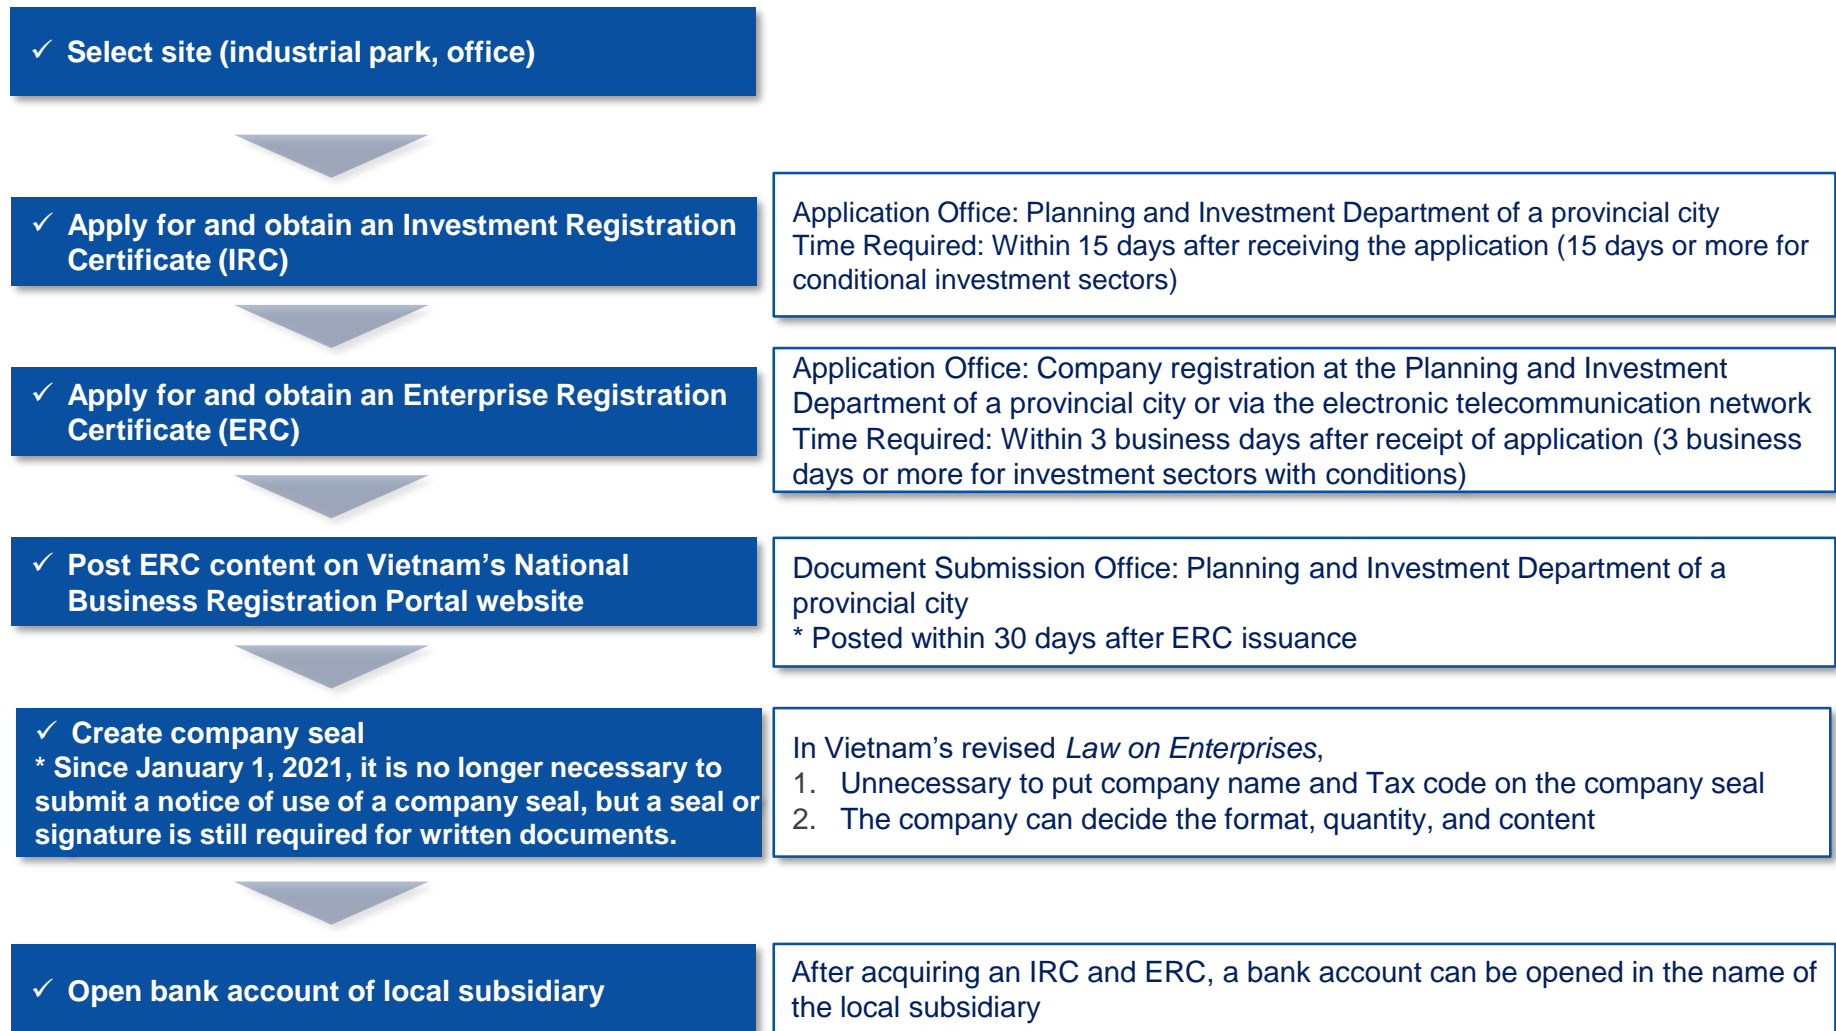 ✓ Select site (industrial park, office)
✓ Apply for and obtain an Investment Registration
Certificate (IRC)
Application Office: Planning and Investment Department of a provincial city
Time Required: Within 15 days after receiving the application (15 days or more for
conditional investment sectors)
✓ Apply for and obtain an Enterprise Registration
Certificate (ERC)
Application Office: Company registration at the Planning and Investment
Department of a provincial city or via the electronic telecommunication network
Time Required: Within 3 business days after receipt of application (3 business
days or more for investment sectors with conditions)
✓ Post ERC content on Vietnam’s National
Business Registration Portal website
Document Submission Office: Planning and Investment Department of a
provincial city
* Posted within 30 days after ERC issuance
✓ Create company seal
* Since January 1, 2021, it is no longer necessary to
submit a notice of use of a company seal, but a seal or
signature is still required for written documents.
In Vietnam’s revised Law on Enterprises,
1. Unnecessary to put company name and Tax code on the company seal
2. The company can decide the format, quantity, and content
✓ Open bank account of local subsidiary
After acquiring an IRC and ERC, a bank account can be opened in the name of
the local subsidiary